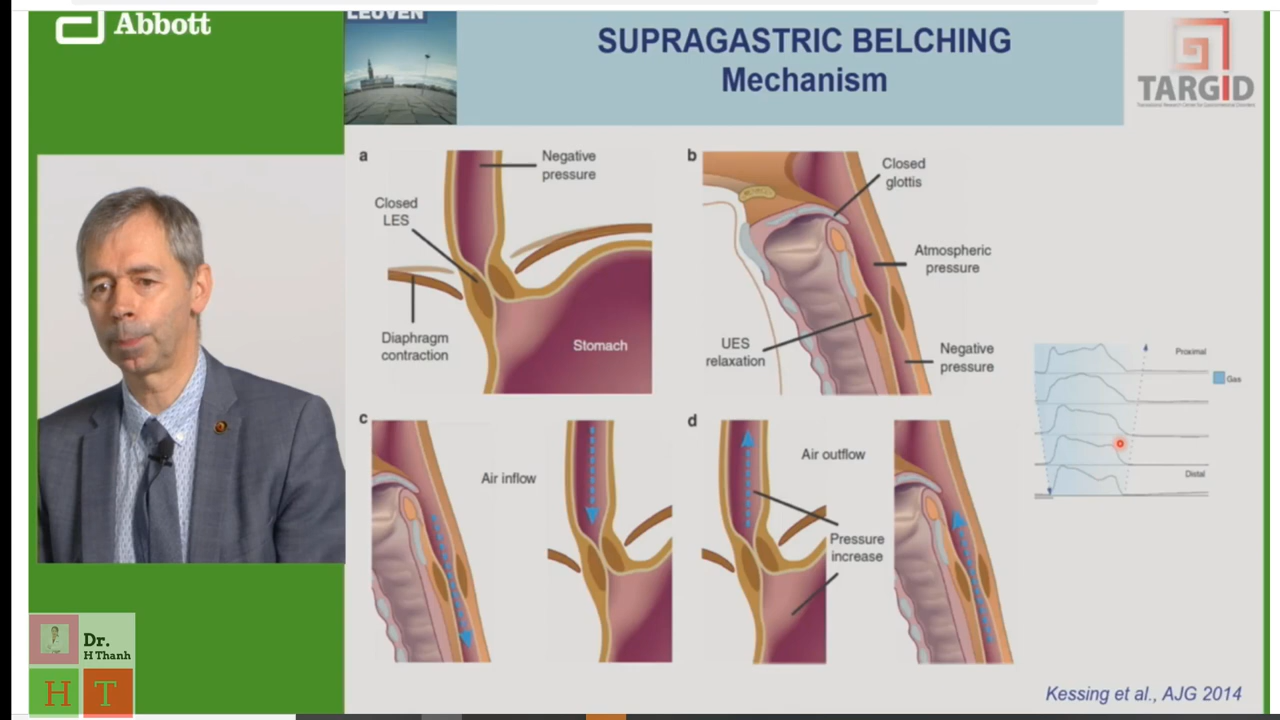 Abbott
LEUVEN
SUPRAGASTRIC BELCHING
Mechanism
TARGID
a
Negative
pressure
Closed
LES
Diaphragm
contraction
Stomach
b
Closed
glottis
Atmospheric
pressure
UES
relaxation
Negative
pressure
Proximal
Gas
Distal
c
Air inflow
d
Air outflow
Pressure
increase
Dr.
H Thanh
H T
Kessing et al., AJG 2014